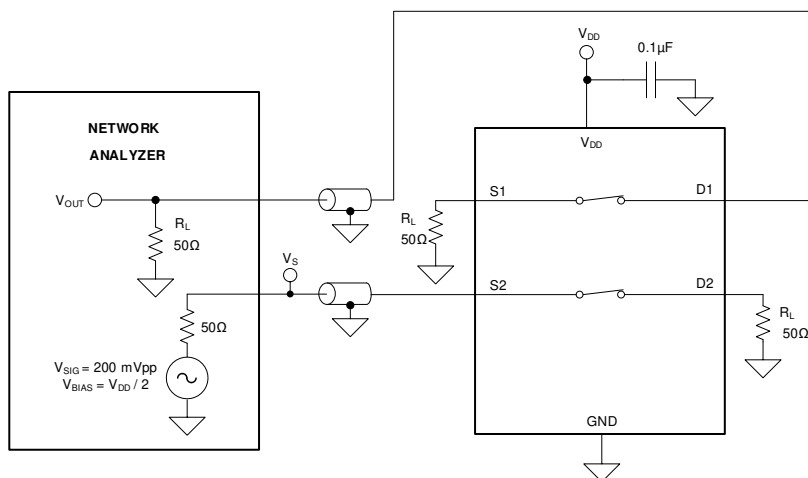 V_DD
0.1µF
NETWORK
ANALYZER
V_DD
V_OUT
R_L
50Ω
S1
D1
R_L
50Ω
V_S
S2
D2
50Ω
R_L
50Ω
V_SIG = 200 mVpp
V_BIAS = V_DD / 2
GND